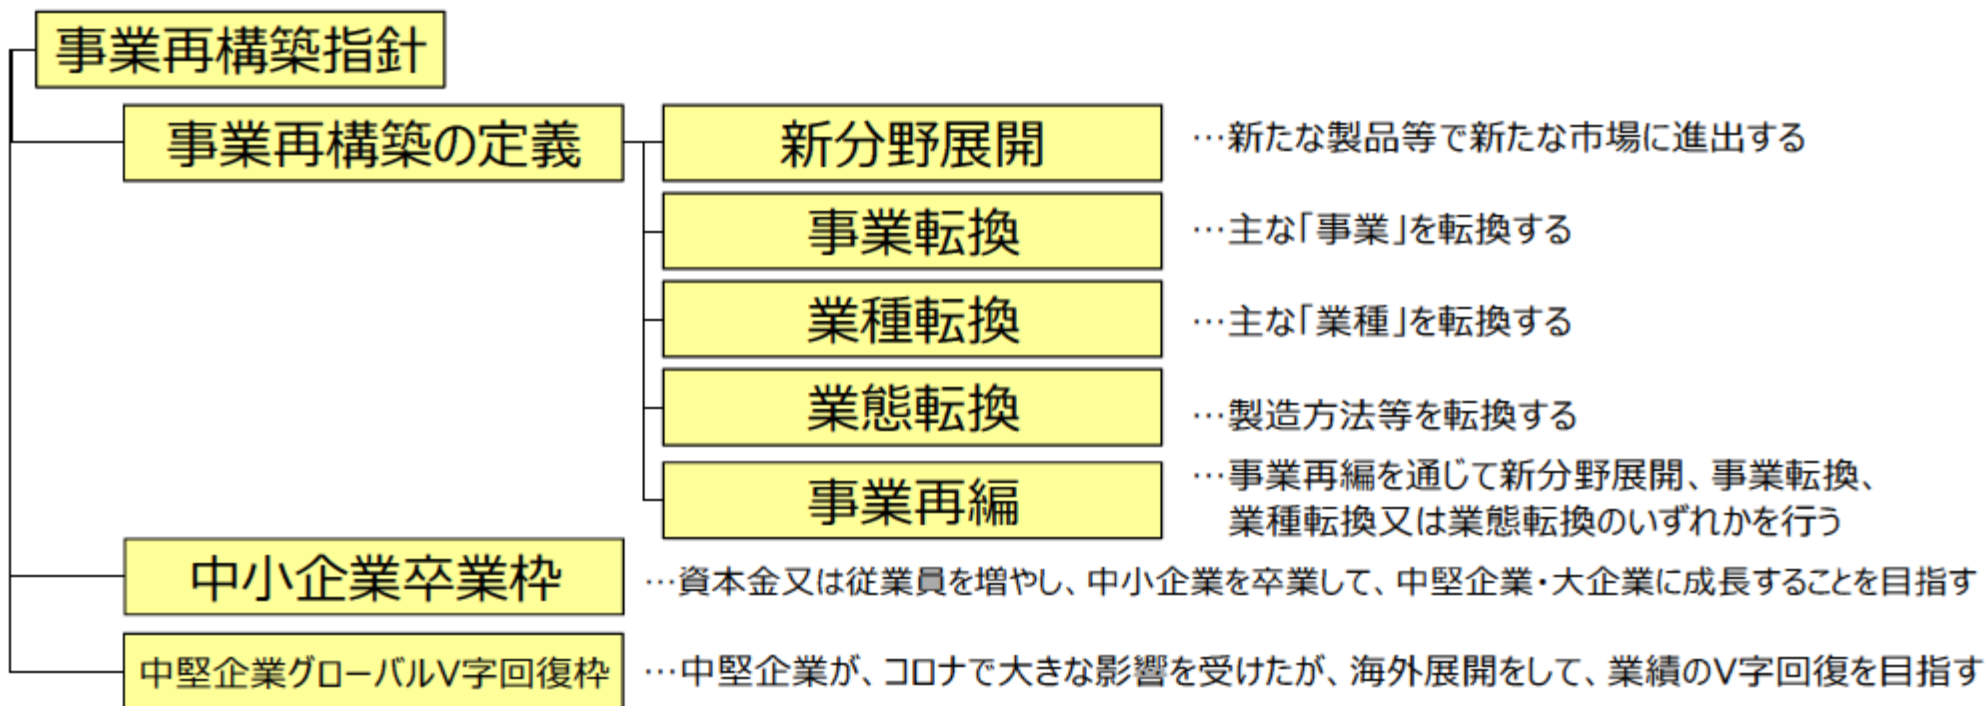 事業再構築指針
事業再構築の定義
新分野展開
…新たな製品等で新たな市場に進出する
事業転換
…主な「事業」を転換する
業種転換
…主な「業種」を転換する
業態転換
…製造方法等を転換する
事業再編
…事業再編を通じて新分野展開、事業転換、
業種転換又は業態転換のいずれかを行う
中小企業卒業枠
…資本金又は従業員を増やし、中小企業を卒業して、中堅企業・大企業に成長することを目指す
中堅企業グローバルV字回復枠
…中堅企業が、コロナで大きな影響を受けたが、海外展開をして、業績のV字回復を目指す